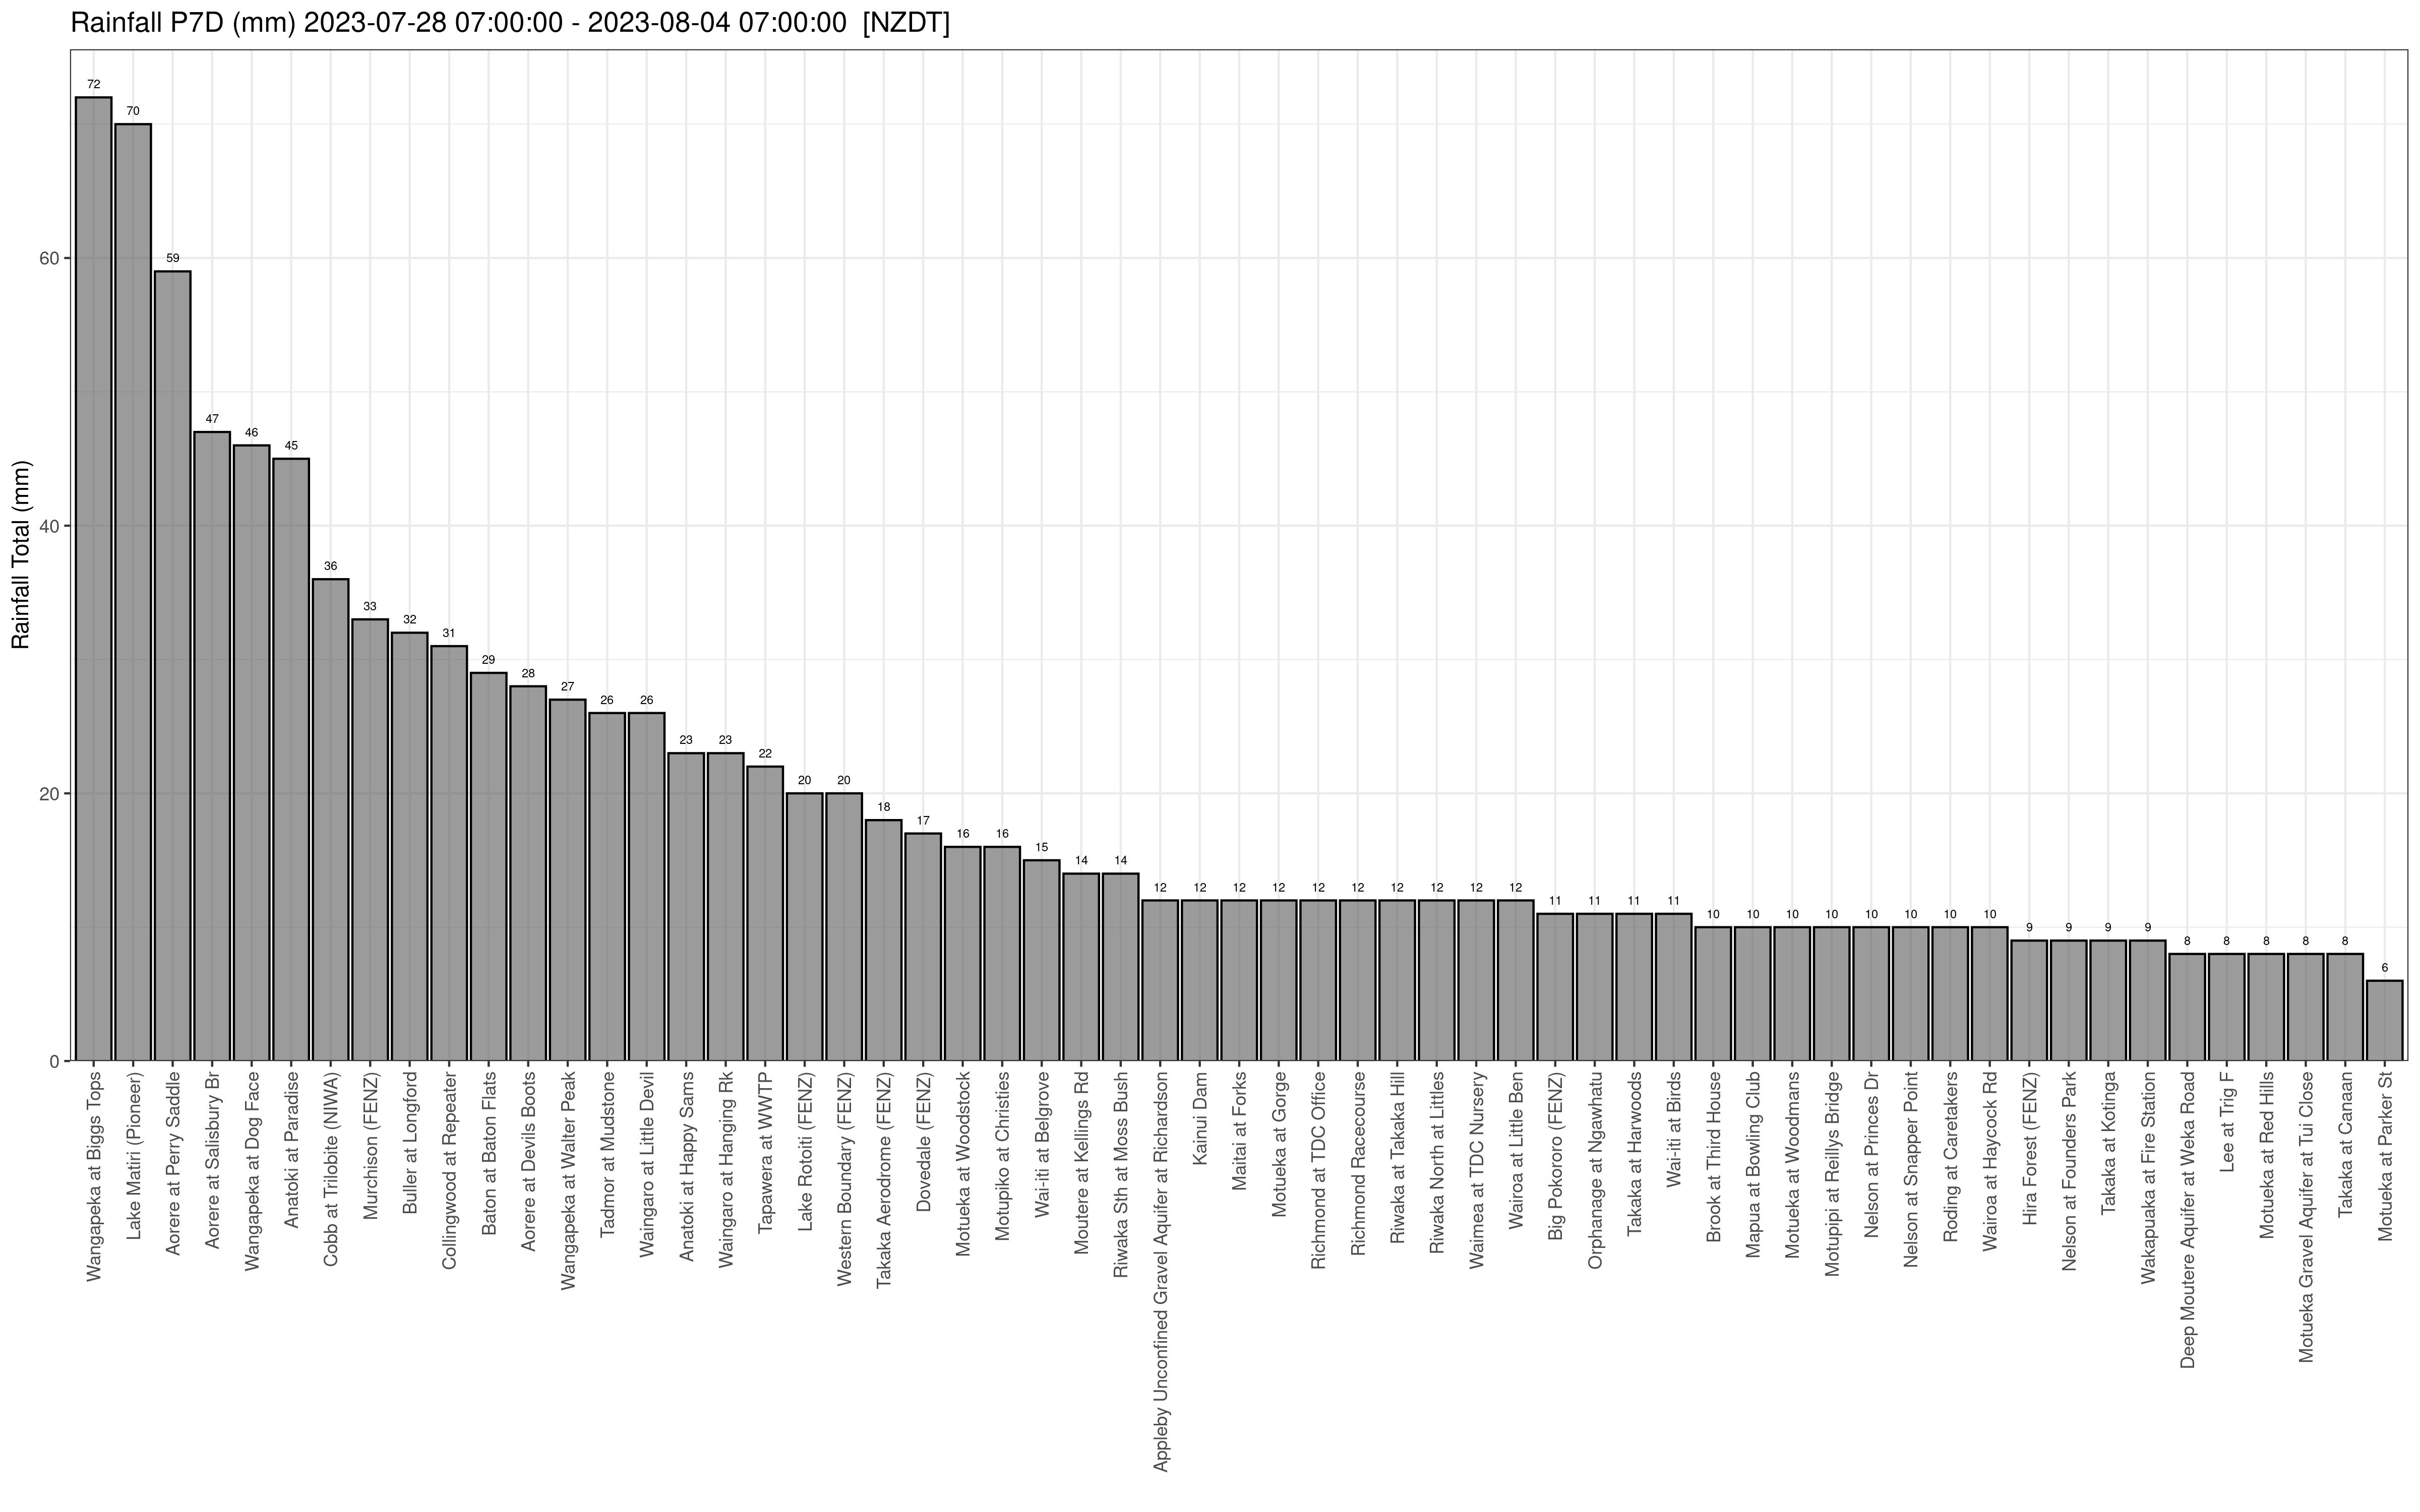 Rainfall P7D (mm) 2023-07-28 07:00:00 - 2023-08-04 07:00:00 [NZDT]
Rainfall Total (mm)
60
40
20
0
72
70
59
47
46
45
36
33
32
31
29
28
27
26
26
23
23
22
20
20
18
17
16
16
15
14
14
12
12
12
12
12
12
12
12
12
12
11
11
11
11
10
10
10
10
10
10
10
10
9
9
9
9
8
8
8
8
8
6
Wangapeka at Biggs Tops
Lake Matiri (Pioneer)
Aorere at Perry Saddle
Aorere at Salisbury Br
Wangapeka at Dog Face
Anatoki at Paradise
Cobb at Trilobite (NIWA)
Murchison (FENZ)
Buller at Longford
Collingwood at Repeater
Baton at Baton Flats
Aorere at Devils Boots
Wangapeka at Walter Peak
Tadmor at Mudstone
Waingaro at Little Devil
Anatoki at Happy Sams
Waingaro at Hanging Rk
Tapawera at WWTP
Lake Rotoiti (FENZ)
Western Boundary (FENZ)
Takaka Aerodrome (FENZ)
Dovedale (FENZ)
Motueka at Woodstock
Motupiko at Christies
Wai-iti at Belgrove
Moutere at Kellings Rd
Riwaka Sth at Moss Bush
Appleby Unconfined Gravel Aquifer at Richardson
Kainui Dam
Maitai at Forks
Motueka at Gorge
Richmond at TDC Office
Richmond Racecourse
Riwaka at Takaka Hill
Riwaka North at Littles
Waimea at TDC Nursery
Wairoa at Little Ben
Big Pokororo (FENZ)
Orphanage at Ngawhatu
Takaka at Harwoods
Wai-iti at Birds
Brook at Third House
Mapua at Bowling Club
Motueka at Woodmans
Motupipi at Reillys Bridge
Nelson at Princes Dr
Nelson at Snapper Point
Roding at Caretakers
Wairoa at Haycock Rd
Hira Forest (FENZ)
Nelson at Founders Park
Takaka at Kotinga
Wakapuaka at Fire Station
Deep Moutere Aquifer at Weka Road
Lee at Trig F
Motueka at Red Hills
Motueka Gravel Aquifer at Tui Close
Takaka at Canaan
Motueka at Parker St